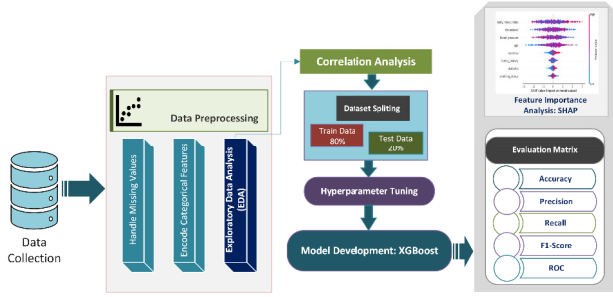 Data
Collection
Data Preprocessing
Handle Missing Values
Encode Categorical Features
Exploratory Data Analysis
(EDA)
Correlation Analysis
Dataset Spliting
Train Data
80%
Test Data
20%
Hyperparameter Tuning
Model Development: XGBoost
Feature Importance
Analysis: SHAP
Evaluation Matrix
Accuracy
Precision
Recall
F1-Score
ROC